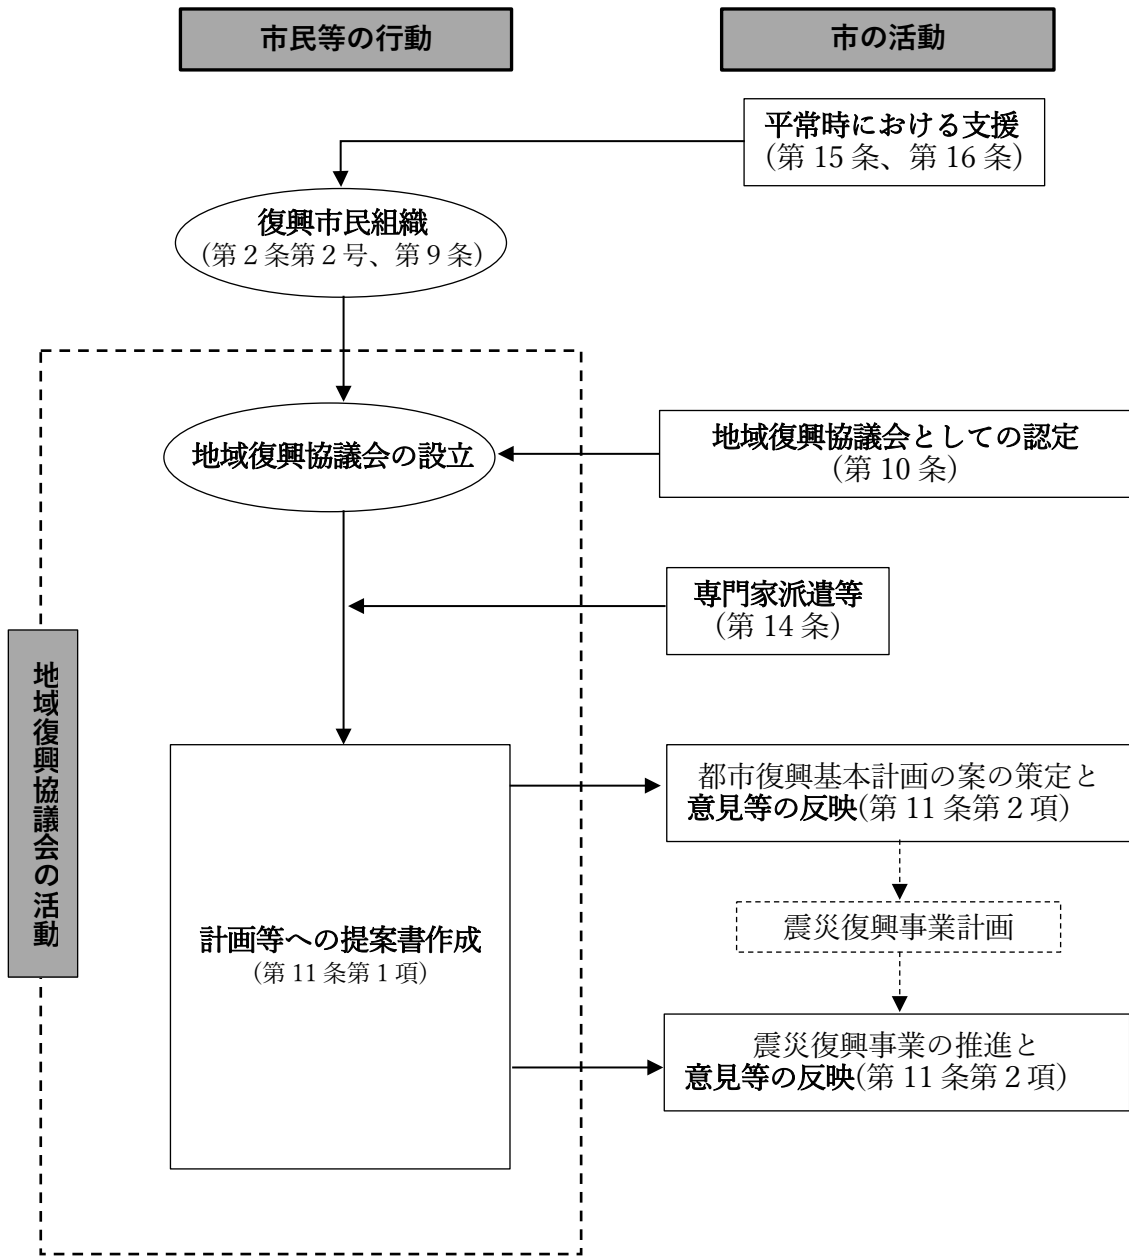 市民等の行動
市の活動
平常時における支援
(第 15 条、第 16 条)
復興市民組織
(第２条第２号、第９条)
地域復興協議会の設立
地域復興協議会としての認定
(第 10 条)
専門家派遣等
(第 14 条)
地域復興協議会の活動
都市復興基本計画の案の策定と
意見等の反映(第 11 条第２項)
震災復興事業計画
計画等への提案書作成
(第 11 条第１項)
震災復興事業の推進と
意見等の反映(第 11 条第２項)